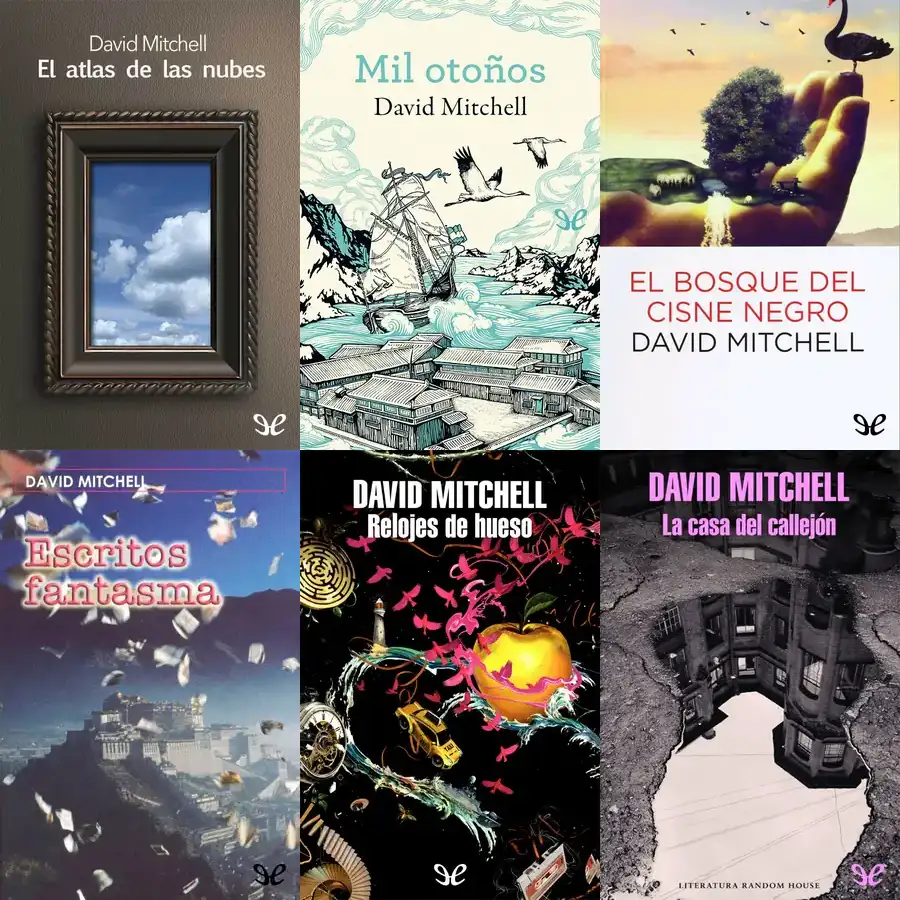 David Mitchell
El atlas de las nubes
Mil otoños
David Mitchell
EL BOSQUE DEL
CISNE NEGRO
DAVID MITCHELL
DAVID MITCHELL
Escritos
fantasma
DAVID MITCHELL
Relojes de hueso
DAVID MITCHELL
La casa del callejón
LITERATURA RANDOM HOUSE